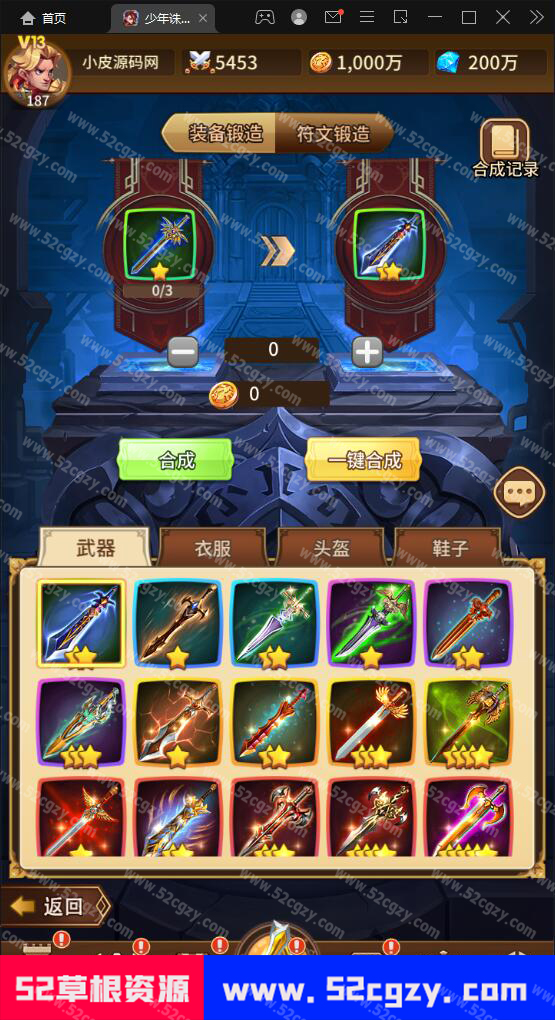 首页
少年诛...
V13
187
小皮源码网
5453
1,000万
200万
装备锻造
符文锻造
合成记录
0/3
0
0
合成
一键合成
武器
衣服
头盔
鞋子
返回
52草根资源
www.52cgzy.com